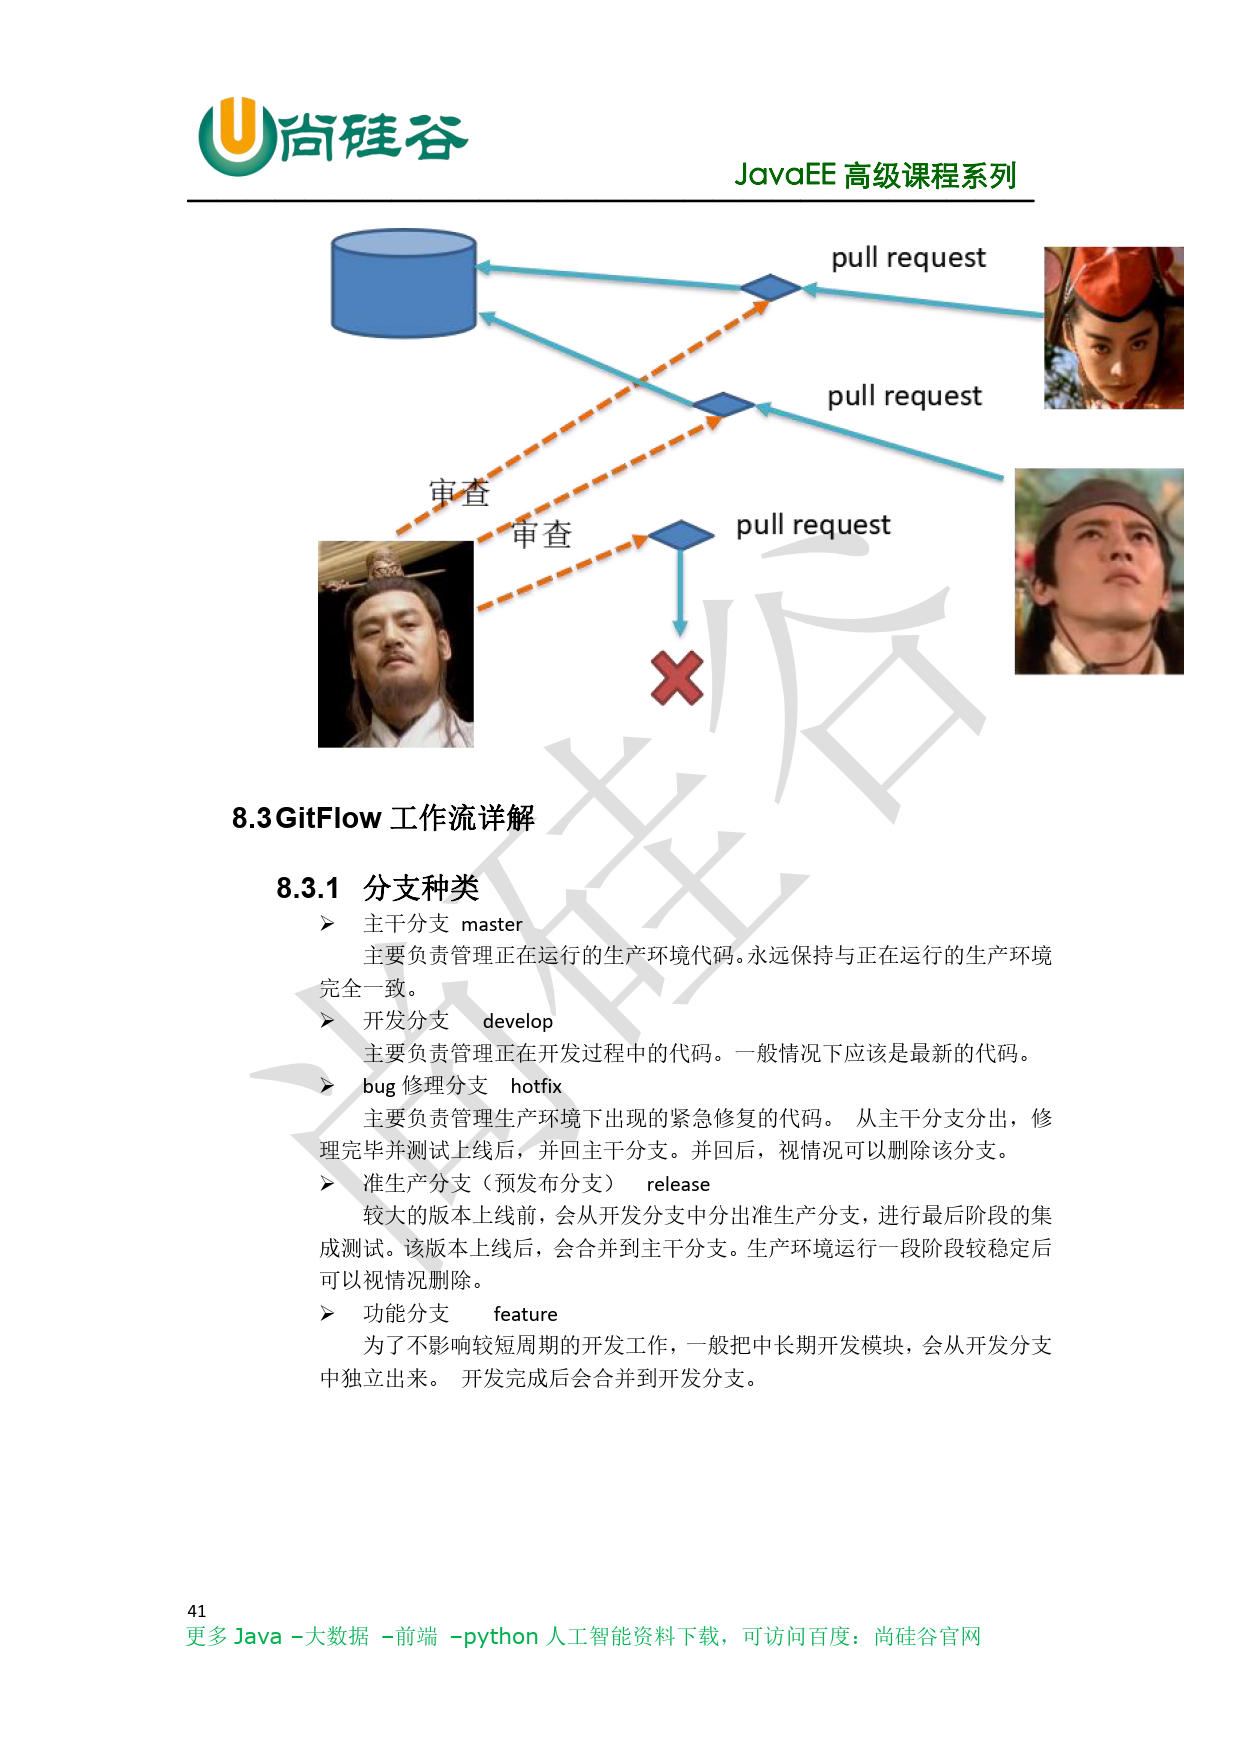 尚硅谷
JavaEE 高级课程系列
pull request
pull request
审查
审查
pull request
尚硅谷
8.3 GitFlow 工作流详解
8.3.1 分支种类
➢ 主干分支 master
主要负责管理正在运行的生产环境代码。永远保持与正在运行的生产环境
完全一致。
➢ 开发分支 develop
主要负责管理正在开发过程中的代码。一般情况下应该是最新的代码。
➢ bug 修理分支 hotfix
主要负责管理生产环境下出现的紧急修复的代码。 从主干分支分出，修
理完毕并测试上线后，并回主干分支。并回后，视情况可以删除该分支。
➢ 准生产分支（预发布分支） release
较大的版本上线前，会从开发分支中分出准生产分支，进行最后阶段的集
成测试。该版本上线后，会合并到主干分支。生产环境运行一段阶段较稳定后
可以视情况删除。
➢ 功能分支 feature
为了不影响较短周期的开发工作，一般把中长期开发模块，会从开发分支
中独立出来。 开发完成后会合并到开发分支。
41
更多 Java –大数据 –前端 –python 人工智能资料下载，可访问百度：尚硅谷官网